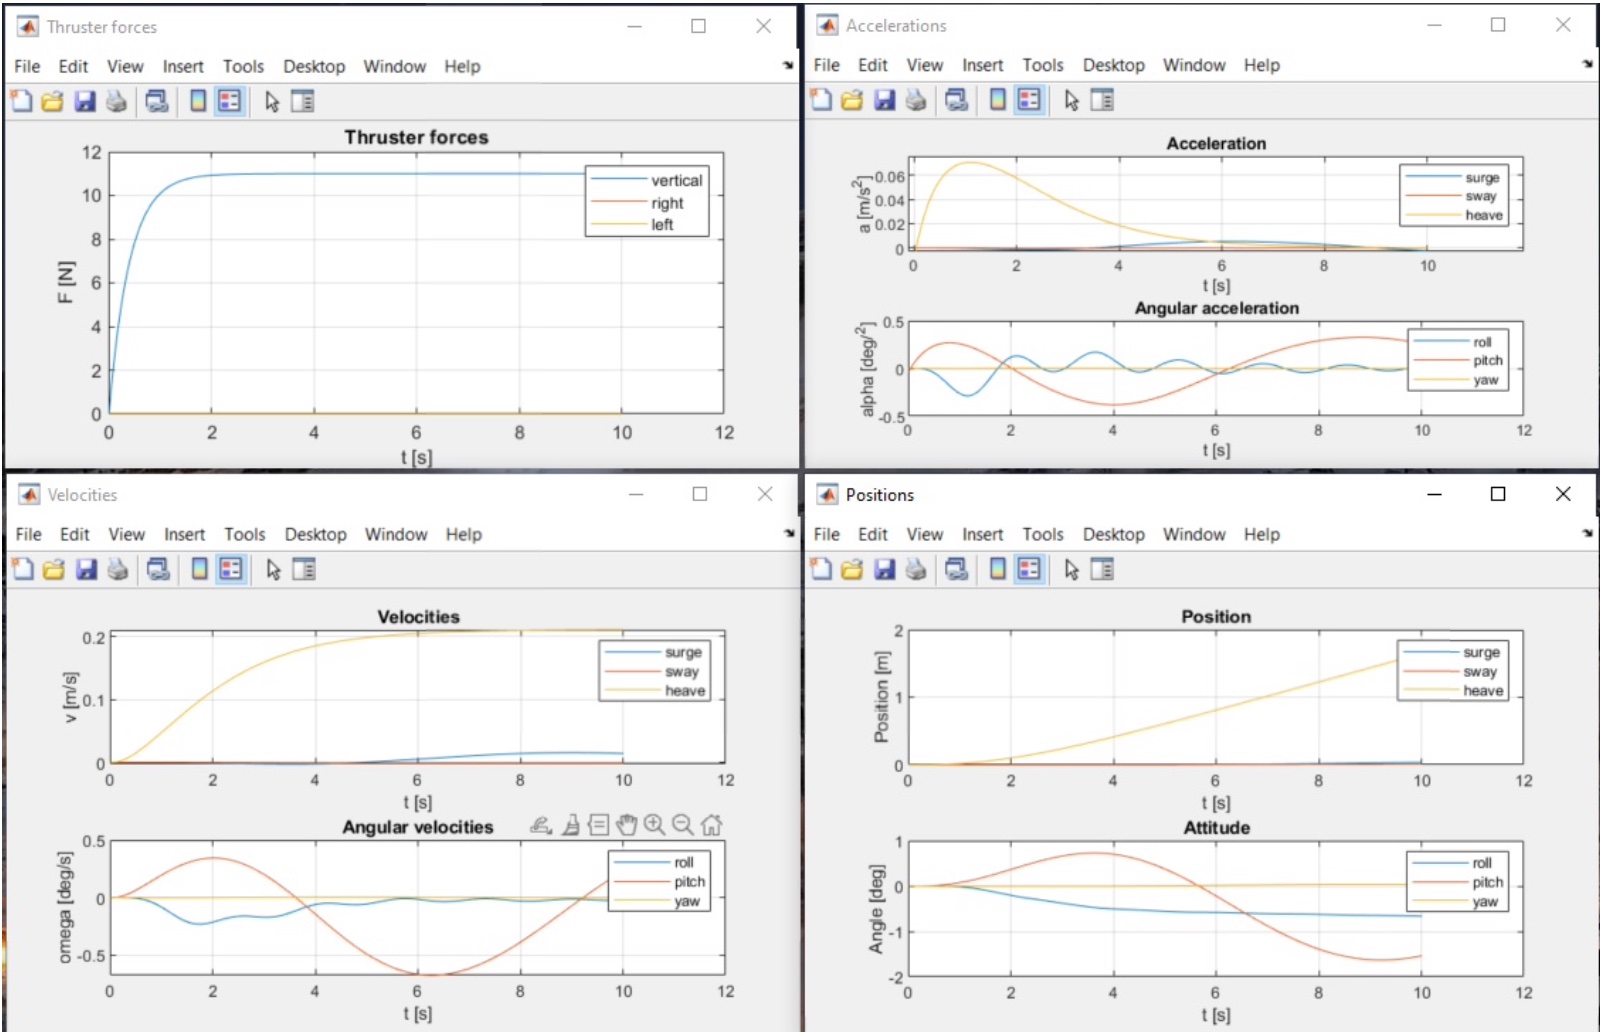 Thruster forces
File Edit View Insert Tools Desktop Window Help
Thruster forces
12
10
8
6
4
2
0
F [N]
vertical
right
left
0 2 4 6 8 10 12
t [s]
Accelerations
File Edit View Insert Tools Desktop Window Help
Acceleration
0.06
0.04
0.02
0
a [m/s²]
surge
sway
heave
0 2 4 6 8 10
t [s]
Angular acceleration
0.5
0
-0.5
alpha [deg/²]
roll
pitch
yaw
0 2 4 6 8 10 12
t [s]
Velocities
File Edit View Insert Tools Desktop Window Help
Velocities
0.2
0.1
0
v [m/s]
surge
sway
heave
0 2 4 6 8 10 12
t [s]
Angular velocities
0.5
0
-0.5
omega [deg/s]
roll
pitch
yaw
0 2 4 6 8 10 12
t [s]
Positions
File Edit View Insert Tools Desktop Window Help
Position
2
1
0
Position [m]
surge
sway
heave
0 2 4 6 8 10 12
t [s]
Attitude
1
0
-1
-2
Angle [deg]
roll
pitch
yaw
0 2 4 6 8 10 12
t [s]